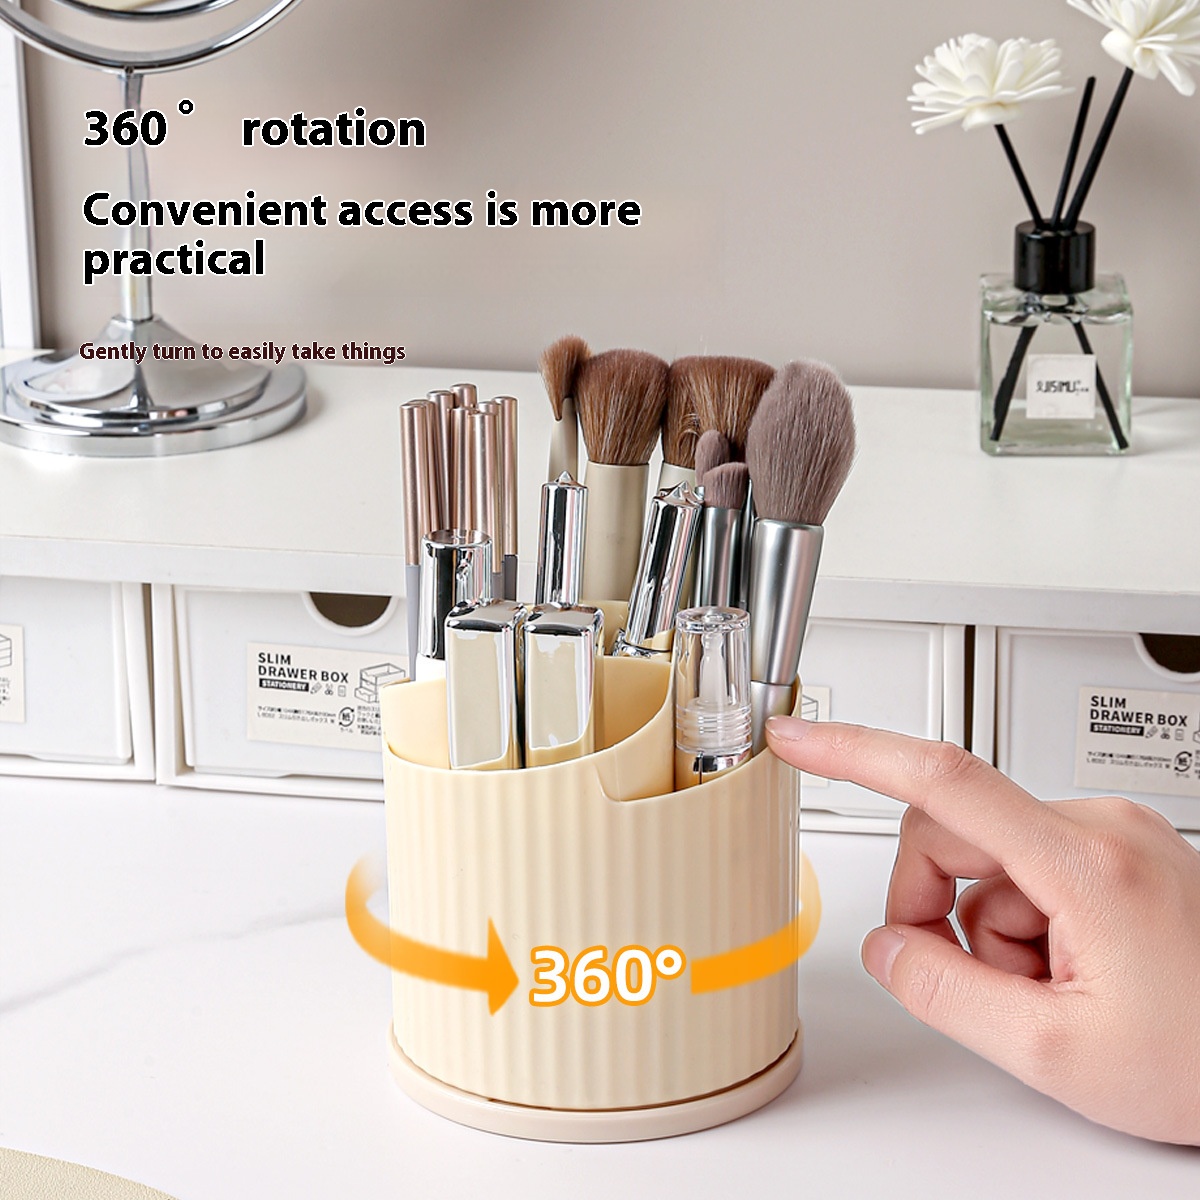 360° rotation
Convenient access is more
practical
Gently turn to easily take things
SLIM
DRAWER BOX
STATIONERY
SLIM
DRAWER BOX
STATIONERY
360°